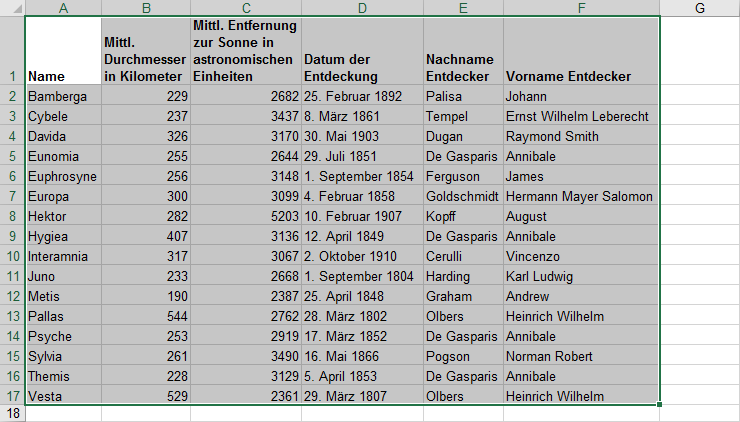 A B C D E F G
1 Name Mittl. Durchmesser in Kilometer Mittl. Entfernung zur Sonne in astronomischen Einheiten Datum der Entdeckung Nachname Entdecker Vorname Entdecker
2 Bamberga 229 2682 25. Februar 1892 Palisa Johann
3 Cybele 237 3437 8. März 1861 Tempel Ernst Wilhelm Leberecht
4 Davida 326 3170 30. Mai 1903 Dugan Raymond Smith
5 Eunomia 255 2644 29. Juli 1851 De Gasparis Annibale
6 Euphrosyne 256 3148 1. September 1854 Ferguson James
7 Europa 300 3099 4. Februar 1858 Goldschmidt Hermann Mayer Salomon
8 Hektor 282 5203 10. Februar 1907 Kopff August
9 Hygiea 407 3136 12. April 1849 De Gasparis Annibale
10 Interamnia 317 3067 2. Oktober 1910 Cerulli Vincenzo
11 Juno 233 2668 1. September 1804 Harding Karl Ludwig
12 Metis 190 2387 25. April 1848 Graham Andrew
13 Pallas 544 2762 28. März 1802 Olbers Heinrich Wilhelm
14 Psyche 253 2919 17. März 1852 De Gasparis Annibale
15 Sylvia 261 3490 16. Mai 1866 Pogson Norman Robert
16 Themis 228 3129 5. April 1853 De Gasparis Annibale
17 Vesta 529 2361 29. März 1807 Olbers Heinrich Wilhelm
18